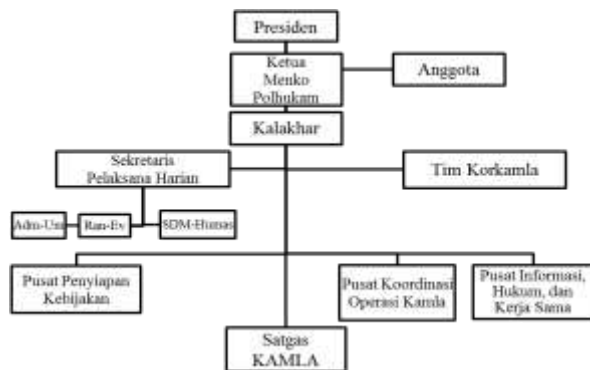 Presiden
Ketua
Menko
Polhukam
Anggota
Kalakhar
Sekretaris
Pelaksana Harian
Tim Korkamla
Adm-Um
Ran-Ev
SDM-Humas
Pusat Penyiapan
Kebijakan
Pusat Koordinasi
Operasi Kamla
Pusat Informasi,
Hukum, dan
Kerja Sama
Satgas
KAMLA